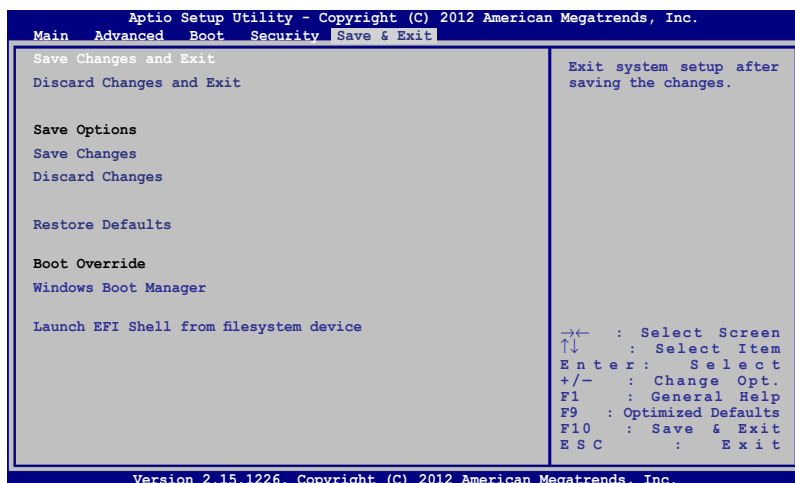 Aptio Setup Utility - Copyright (C) 2012 American Megatrends, Inc.
Main Advanced Boot Security Save & Exit
Save Changes and Exit
Discard Changes and Exit
Save Options
Save Changes
Discard Changes
Restore Defaults
Boot Override
Windows Boot Manager
Launch EFI Shell from filesystem device
Exit system setup after
saving the changes.
→← : Select Screen
↑↓ : Select Item
Enter: Select
+/— : Change Opt.
F1 : General Help
F9 : Optimized Defaults
F10 : Save & Exit
ESC : Exit
Version 2.15.1226. Copyright (C) 2012 American Megatrends, Inc.